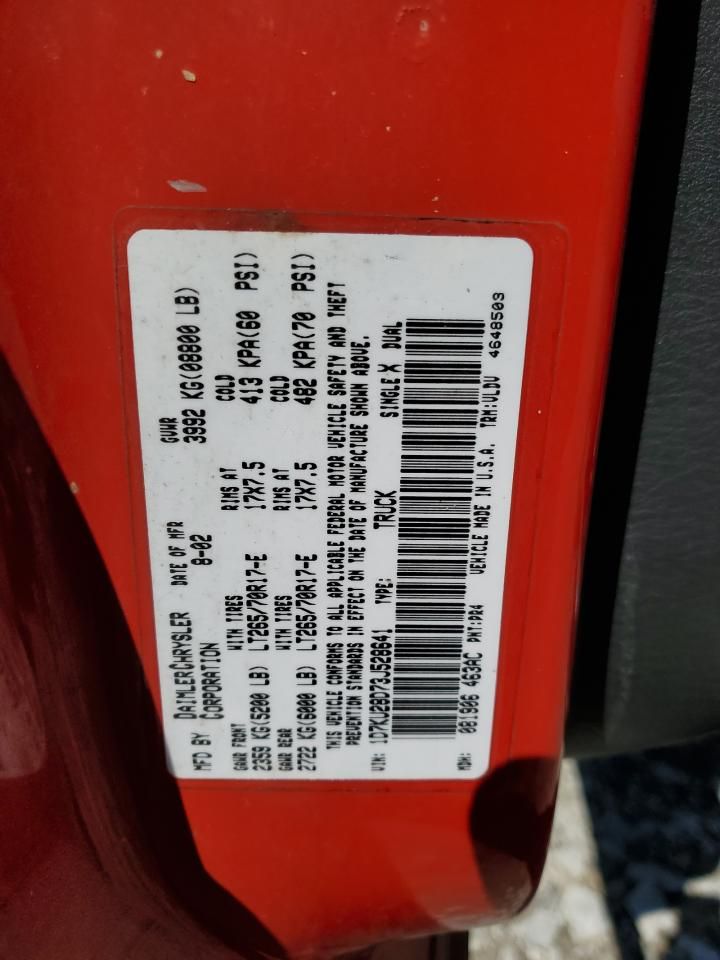 MFD BY DAIMLERCHRYSLER CORPORATION DATE OF MFR 8-02 GVWR 3992 KG(08800 LB)
GAWR FRONT WITH TIRES RIMS AT COLD
2359 KG(5200 LB) LT265/70R17-E 17X7.5 413 KPA(60 PSI)
GAWR REAR WITH TIRES RIMS AT COLD
2722 KG(6000 LB) LT265/70R17-E 17X7.5 482 KPA(70 PSI)
THIS VEHICLE CONFORMS TO ALL APPLICABLE FEDERAL MOTOR VEHICLE SAFETY AND THEFT
PREVENTION STANDARDS IN EFFECT ON THE DATE OF MANUFACTURE SHOWN ABOVE.
VIN: 1D7KU28D73J528641 TYPE: TRUCK SINGLE X DUAL
MDH: 081906 463AC PNT:PR4 VEHICLE MADE IN U.S.A. TRM:VLDV 4648503